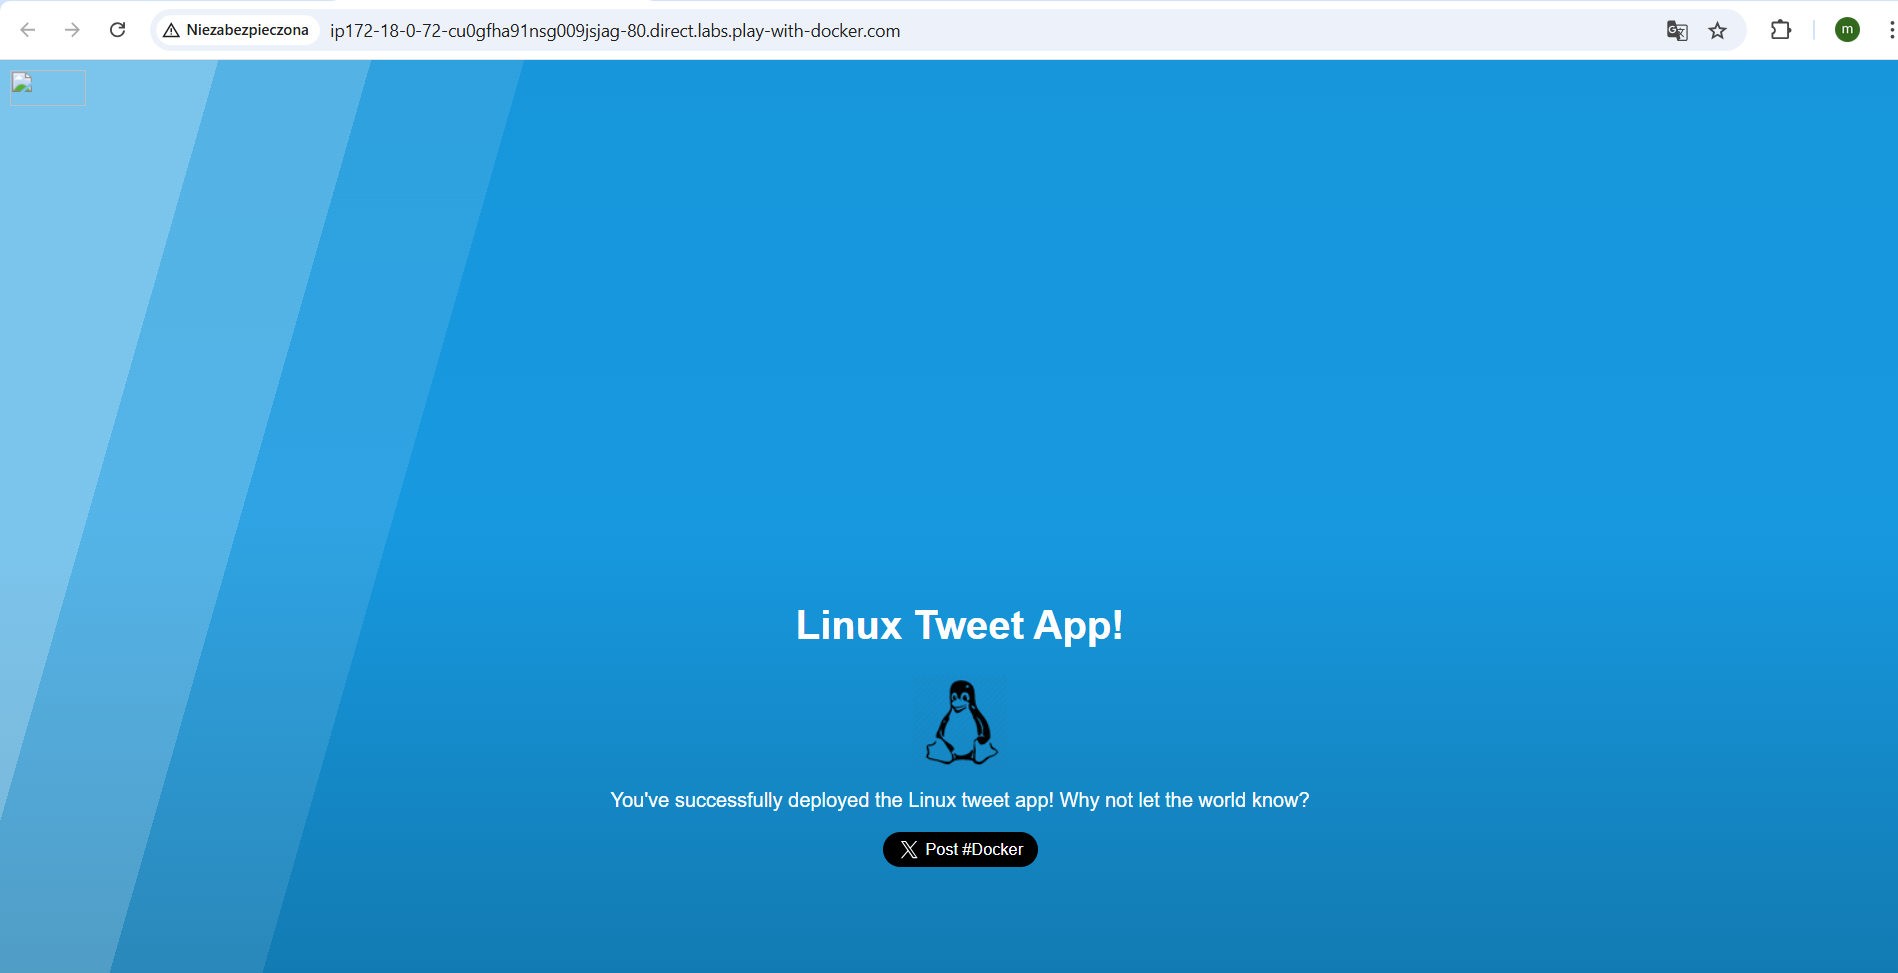 Niezabezpieczona ip172-18-0-72-cu0gfha91nsg009jsjag-80.direct.labs.play-with-docker.com
m
Linux Tweet App!
You've successfully deployed the Linux tweet app! Why not let the world know?
Post #Docker